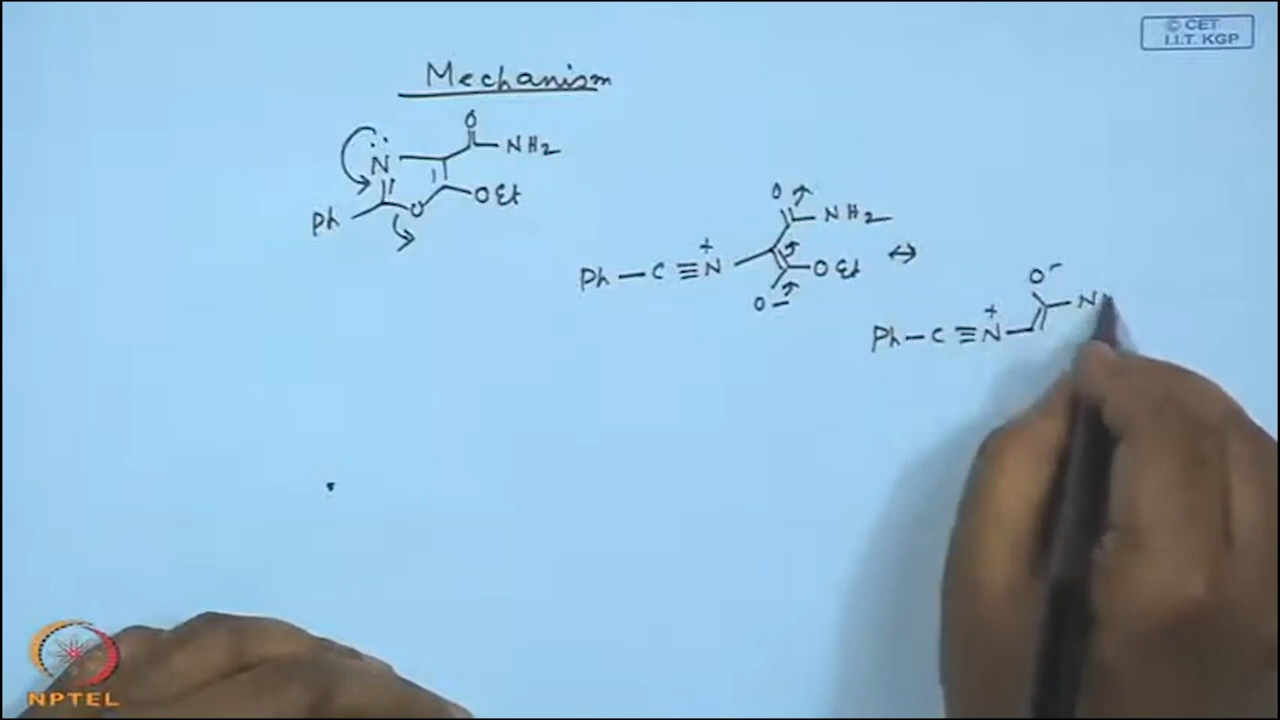 © CET
I.I.T. KGP
Mechanism
O
N NH2
Ph O OEt
O NH2
+
Ph–C≡N OEt ↔
O–
O–
+
Ph–C≡N N
NPTEL